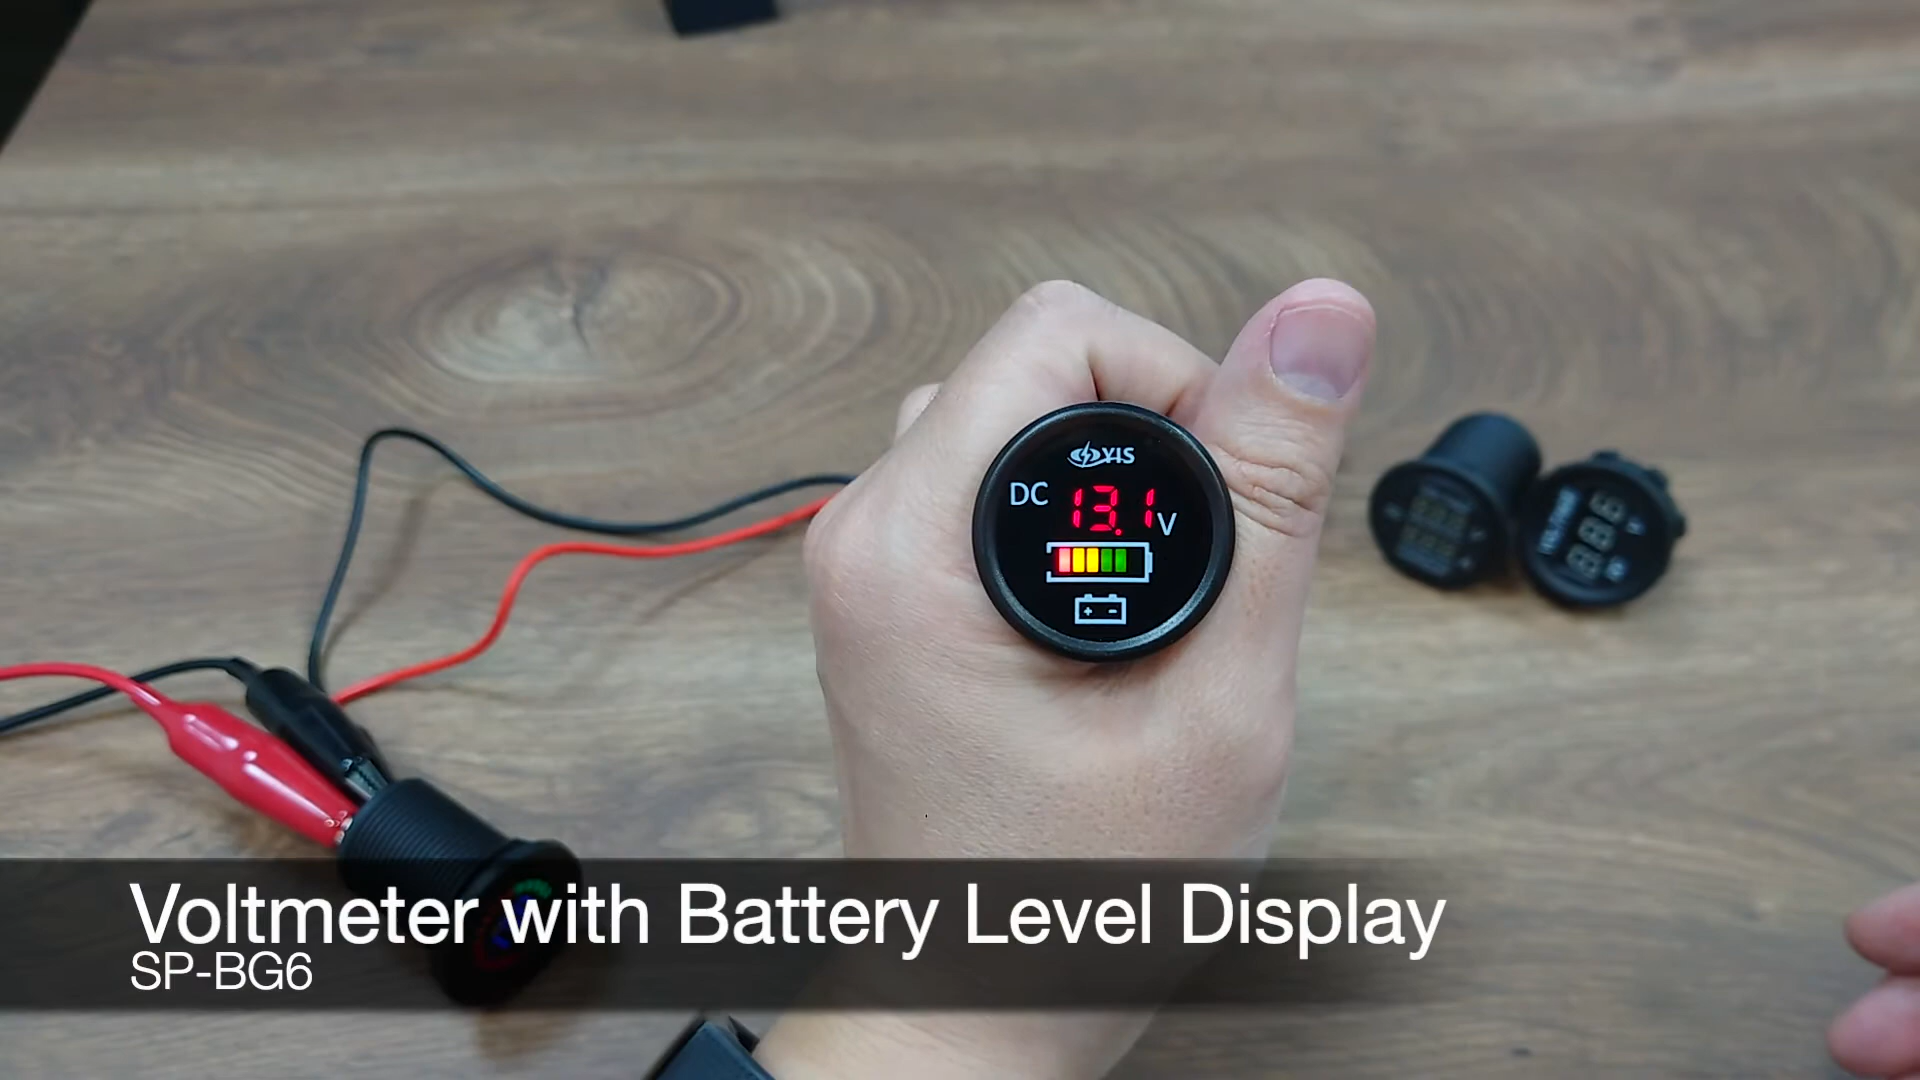 YIS
DC 13.1 V
+ -
Voltmeter with Battery Level Display
SP-BG6